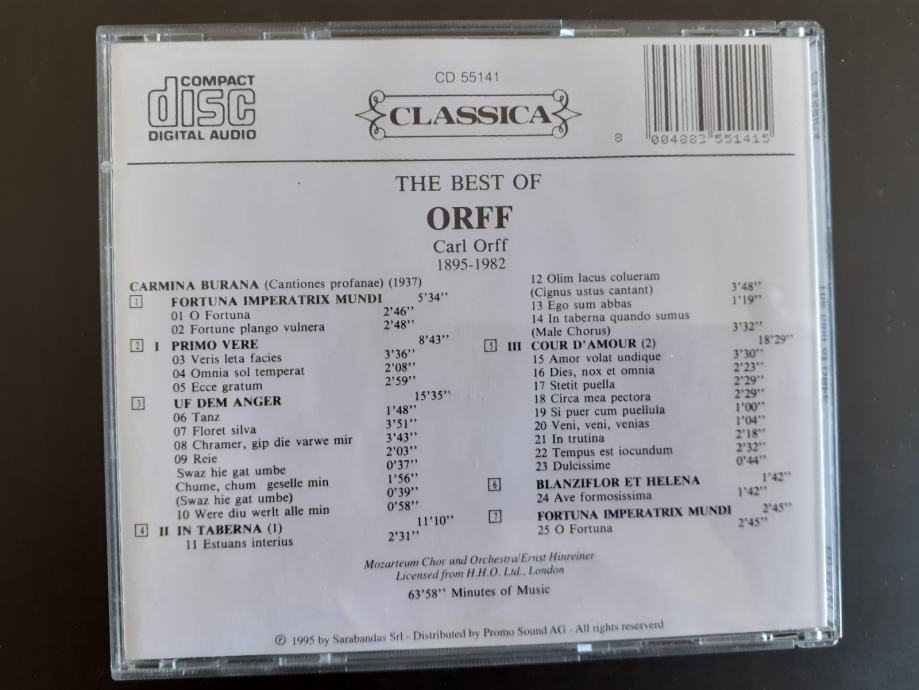 COMPACT
disc
DIGITAL AUDIO
CD 55141
CLASSICA
8 004883 551415
THE BEST OF
ORFF
Carl Orff
1895-1982
CARMINA BURANA (Cantiones profanae) (1937)
1 FORTUNA IMPERATRIX MUNDI 5'34''
01 O Fortuna 2'46''
02 Fortune plango vulnera 2'48''
2 I PRIMO VERE 8'43''
03 Veris leta facies 3'36''
04 Omnia sol temperat 2'08''
05 Ecce gratum 2'59''
3 UF DEM ANGER 15'35''
06 Tanz 1'48''
07 Floret silva 3'51''
08 Chramer, gip die varwe mir 3'43''
09 Reie 2'03''
Swaz hie gat umbe 0'37''
Chume, chum geselle min 1'56''
(Swaz hie gat umbe) 0'39''
10 Were diu werlt alle min 0'58''
4 II IN TABERNA (1) 11'10''
11 Estuans interius 2'31''
12 Olim lacus colueram
(Cignus ustus cantant) 3'48''
13 Ego sum abbas 1'19''
14 In taberna quando sumus
(Male Chorus) 3'32''
5 III COUR D'AMOUR (2) 18'29''
15 Amor volat undique 3'30''
16 Dies, nox et omnia 2'23''
17 Stetit puella 2'29''
18 Circa mea pectora 2'29''
19 Si puer cum puellula 1'00''
20 Veni, veni, venias 1'04''
21 In trutina 2'18''
22 Tempus est iocundum 2'32''
23 Dulcissime 0'44''
6 BLANZIFLOR ET HELENA 1'42''
24 Ave formosissima 1'42''
7 FORTUNA IMPERATRIX MUNDI 2'45''
25 O Fortuna 2'45''
Mozarteum Chor und Orchestra/Ernst Hinreiner
Licensed from H.H.O. Ltd., London
63'58'' Minutes of Music
℗ 1995 by Sarabandas Srl - Distributed by Promo Sound AG - All rights reserverd